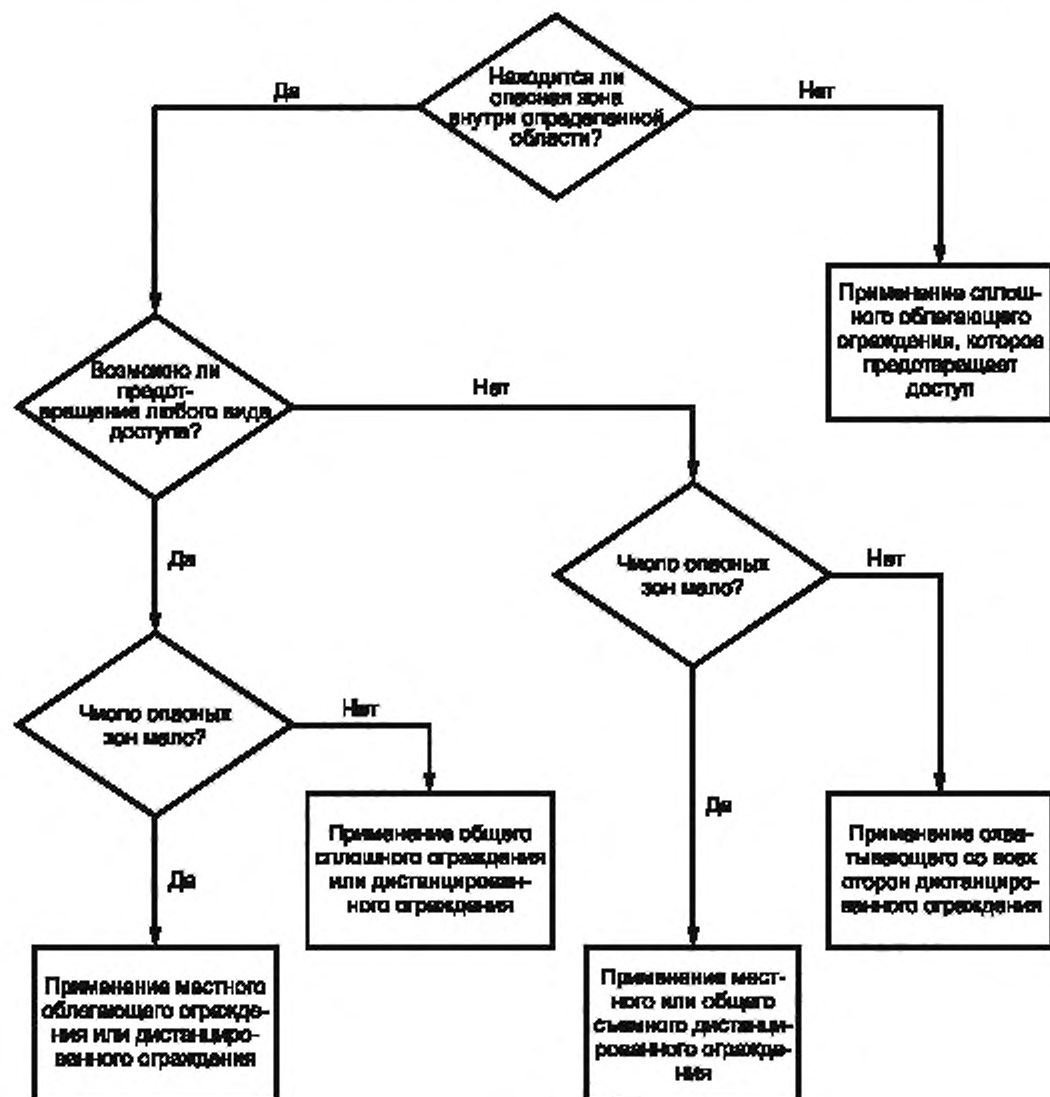 Находится ли
опасная зона
внутри определенной
области?
Да
Нет
Применение сплош-
ного облегающего
ограждения, которое
предотвращает
доступ
Возможно ли
предот-
вращение любого вида
доступа?
Нет
Да
Число опасных
зон мало?
Нет
Число опасных
зон мало?
Нет
Да
Применение общего
сплошного ограждения
или дистанцирован-
ного ограждения
Применение охва-
тывающего со всех
сторон дистанциро-
ванного ограждения
Да
Применение местного
облегающего огражде-
ния или дистанциро-
ванного ограждения
Применение мест-
ного или общего
съемного дистанци-
рованного огражде-
ния